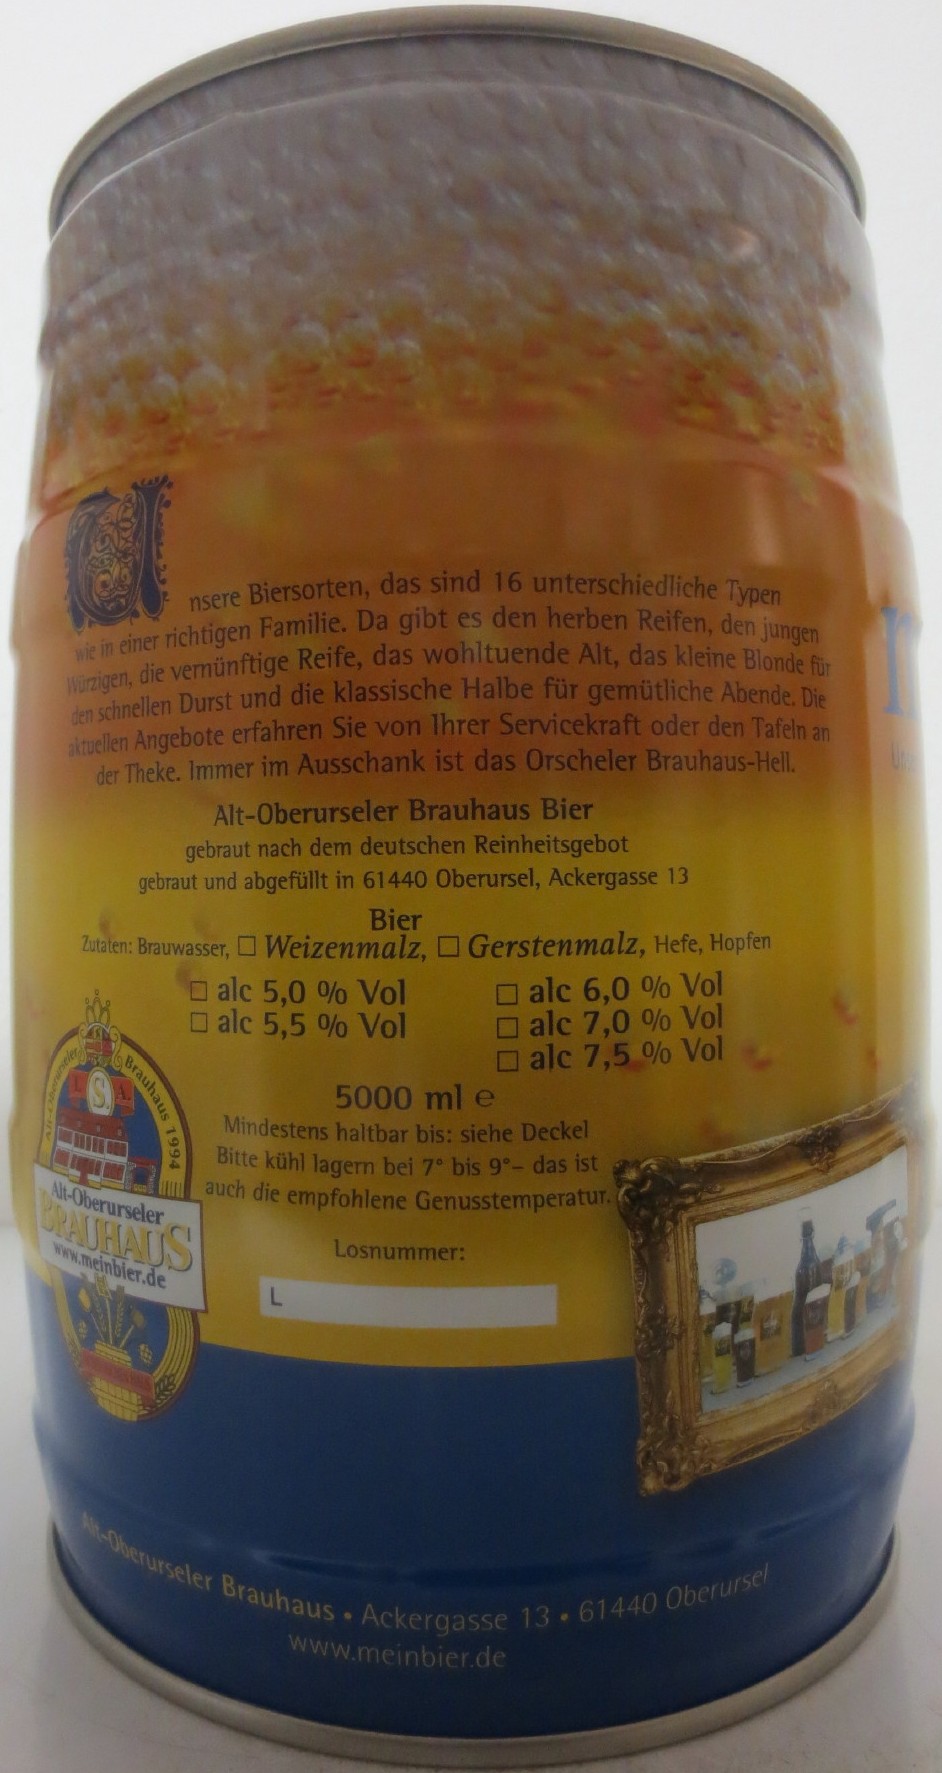 Unsere Biersorten, das sind 16 unterschiedliche Typen
wie in einer richtigen Familie. Da gibt es den herben Reifen, den jungen
Würzigen, die vernünftige Reife, das wohltuende Alt, das kleine Blonde für
den schnellen Durst und die klassische Halbe für gemütliche Abende. Die
aktuellen Angebote erfahren Sie von Ihrer Servicekraft oder den Tafeln an
der Theke. Immer im Ausschank ist das Orscheler Brauhaus-Hell.
Alt-Oberurseler Brauhaus Bier
gebraut nach dem deutschen Reinheitsgebot
gebraut und abgefüllt in 61440 Oberursel, Ackergasse 13
Bier
Zutaten: Brauwasser, ☐ Weizenmalz, ☐ Gerstenmalz, Hefe, Hopfen
☐ alc 5,0 % Vol ☐ alc 6,0 % Vol
☐ alc 5,5 % Vol ☐ alc 7,0 % Vol
☐ alc 7,5 % Vol
5000 ml e
Mindestens haltbar bis: siehe Deckel
Bitte kühl lagern bei 7° bis 9°– das ist
auch die empfohlene Genusstemperatur.
Losnummer:
L
Alt-Oberurseler Brauhaus 1994
S. A.
Alt-Oberurseler
BRAUHAUS
www.meinbier.de
Alt-Oberurseler Brauhaus • Ackergasse 13 • 61440 Oberursel
www.meinbier.de